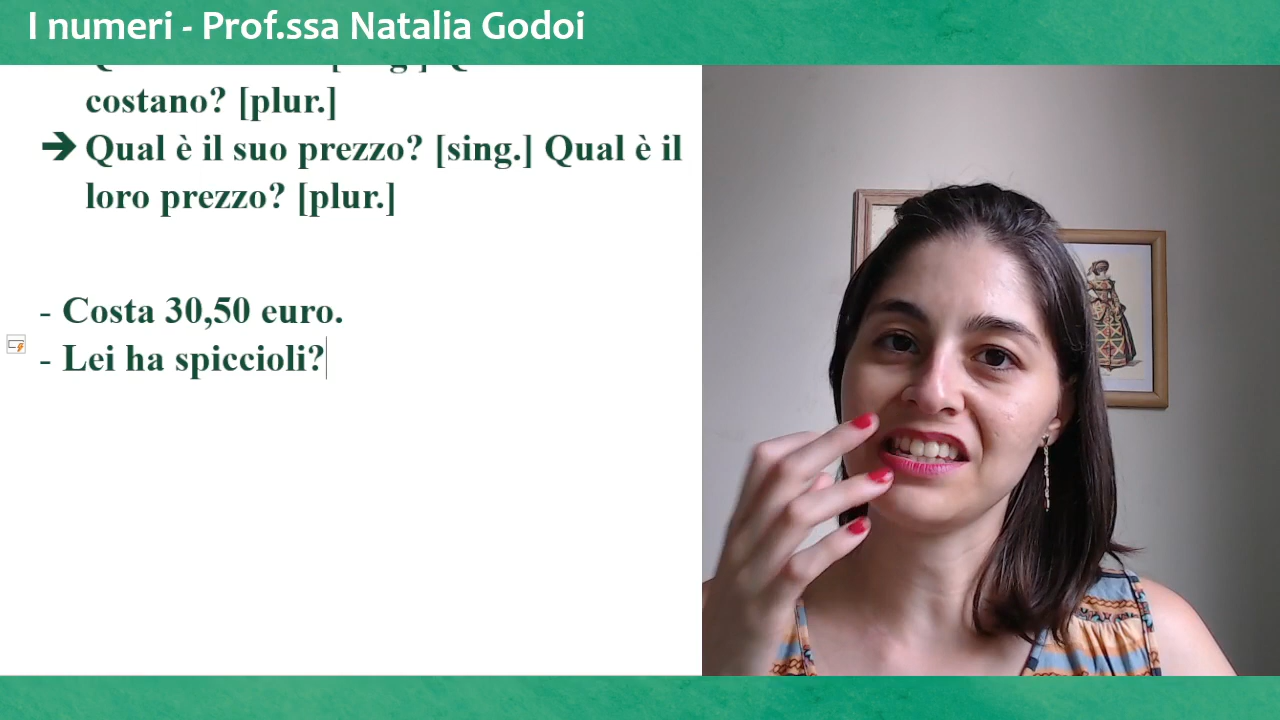 I numeri - Prof.ssa Natalia Godoi
costano? [plur.]
➔ Qual è il suo prezzo? [sing.] Qual è il
loro prezzo? [plur.]
- Costa 30,50 euro.
- Lei ha spiccioli?